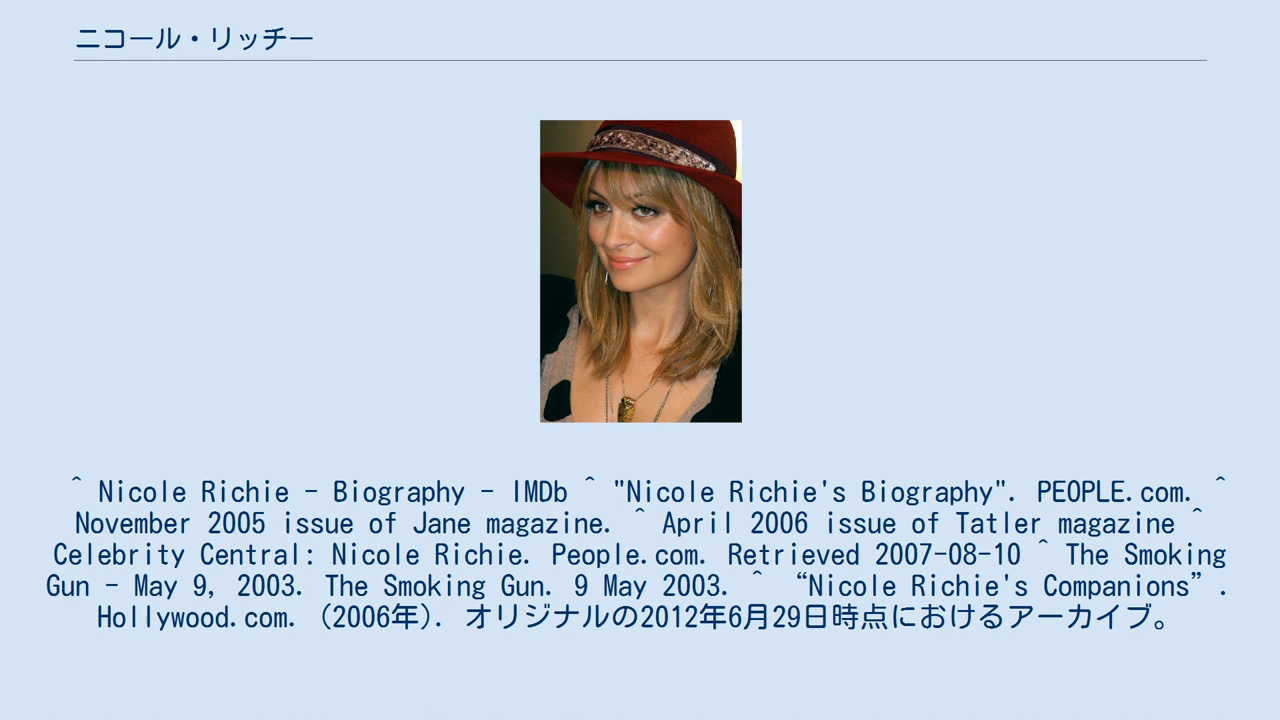 ニコール・リッチー
^ Nicole Richie - Biography - IMDb ^ "Nicole Richie's Biography". PEOPLE.com. ^
November 2005 issue of Jane magazine. ^ April 2006 issue of Tatler magazine ^
Celebrity Central: Nicole Richie. People.com. Retrieved 2007-08-10 ^ The Smoking
Gun - May 9, 2003. The Smoking Gun. 9 May 2003. ^ “Nicole Richie's Companions”.
Hollywood.com. (2006年). オリジナルの2012年6月29日時点におけるアーカイブ。